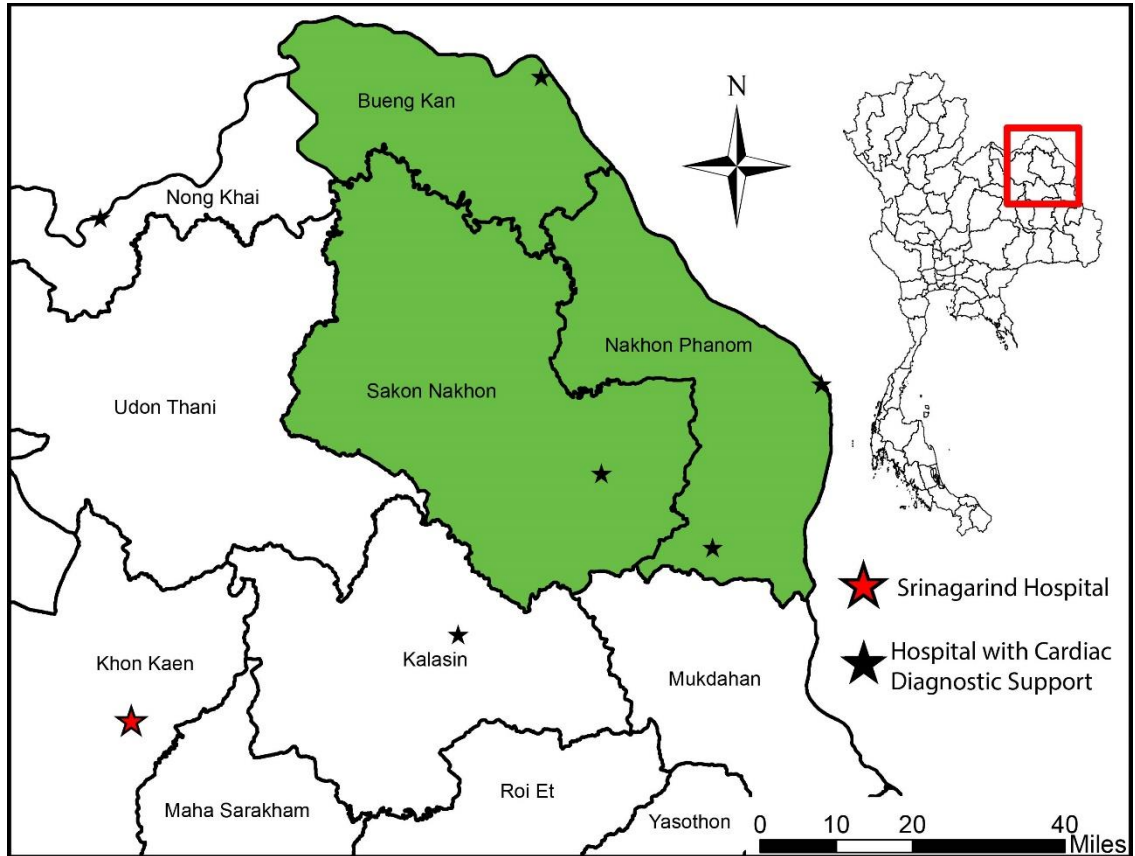 N
Bueng Kan
Nong Khai
Nakhon Phanom
Sakon Nakhon
Udon Thani
Srinagarind Hospital
Hospital with Cardiac
Diagnostic Support
Khon Kaen
Kalasin
Mukdahan
Roi Et
Maha Sarakham
Yasothon
0 10 20 40
Miles